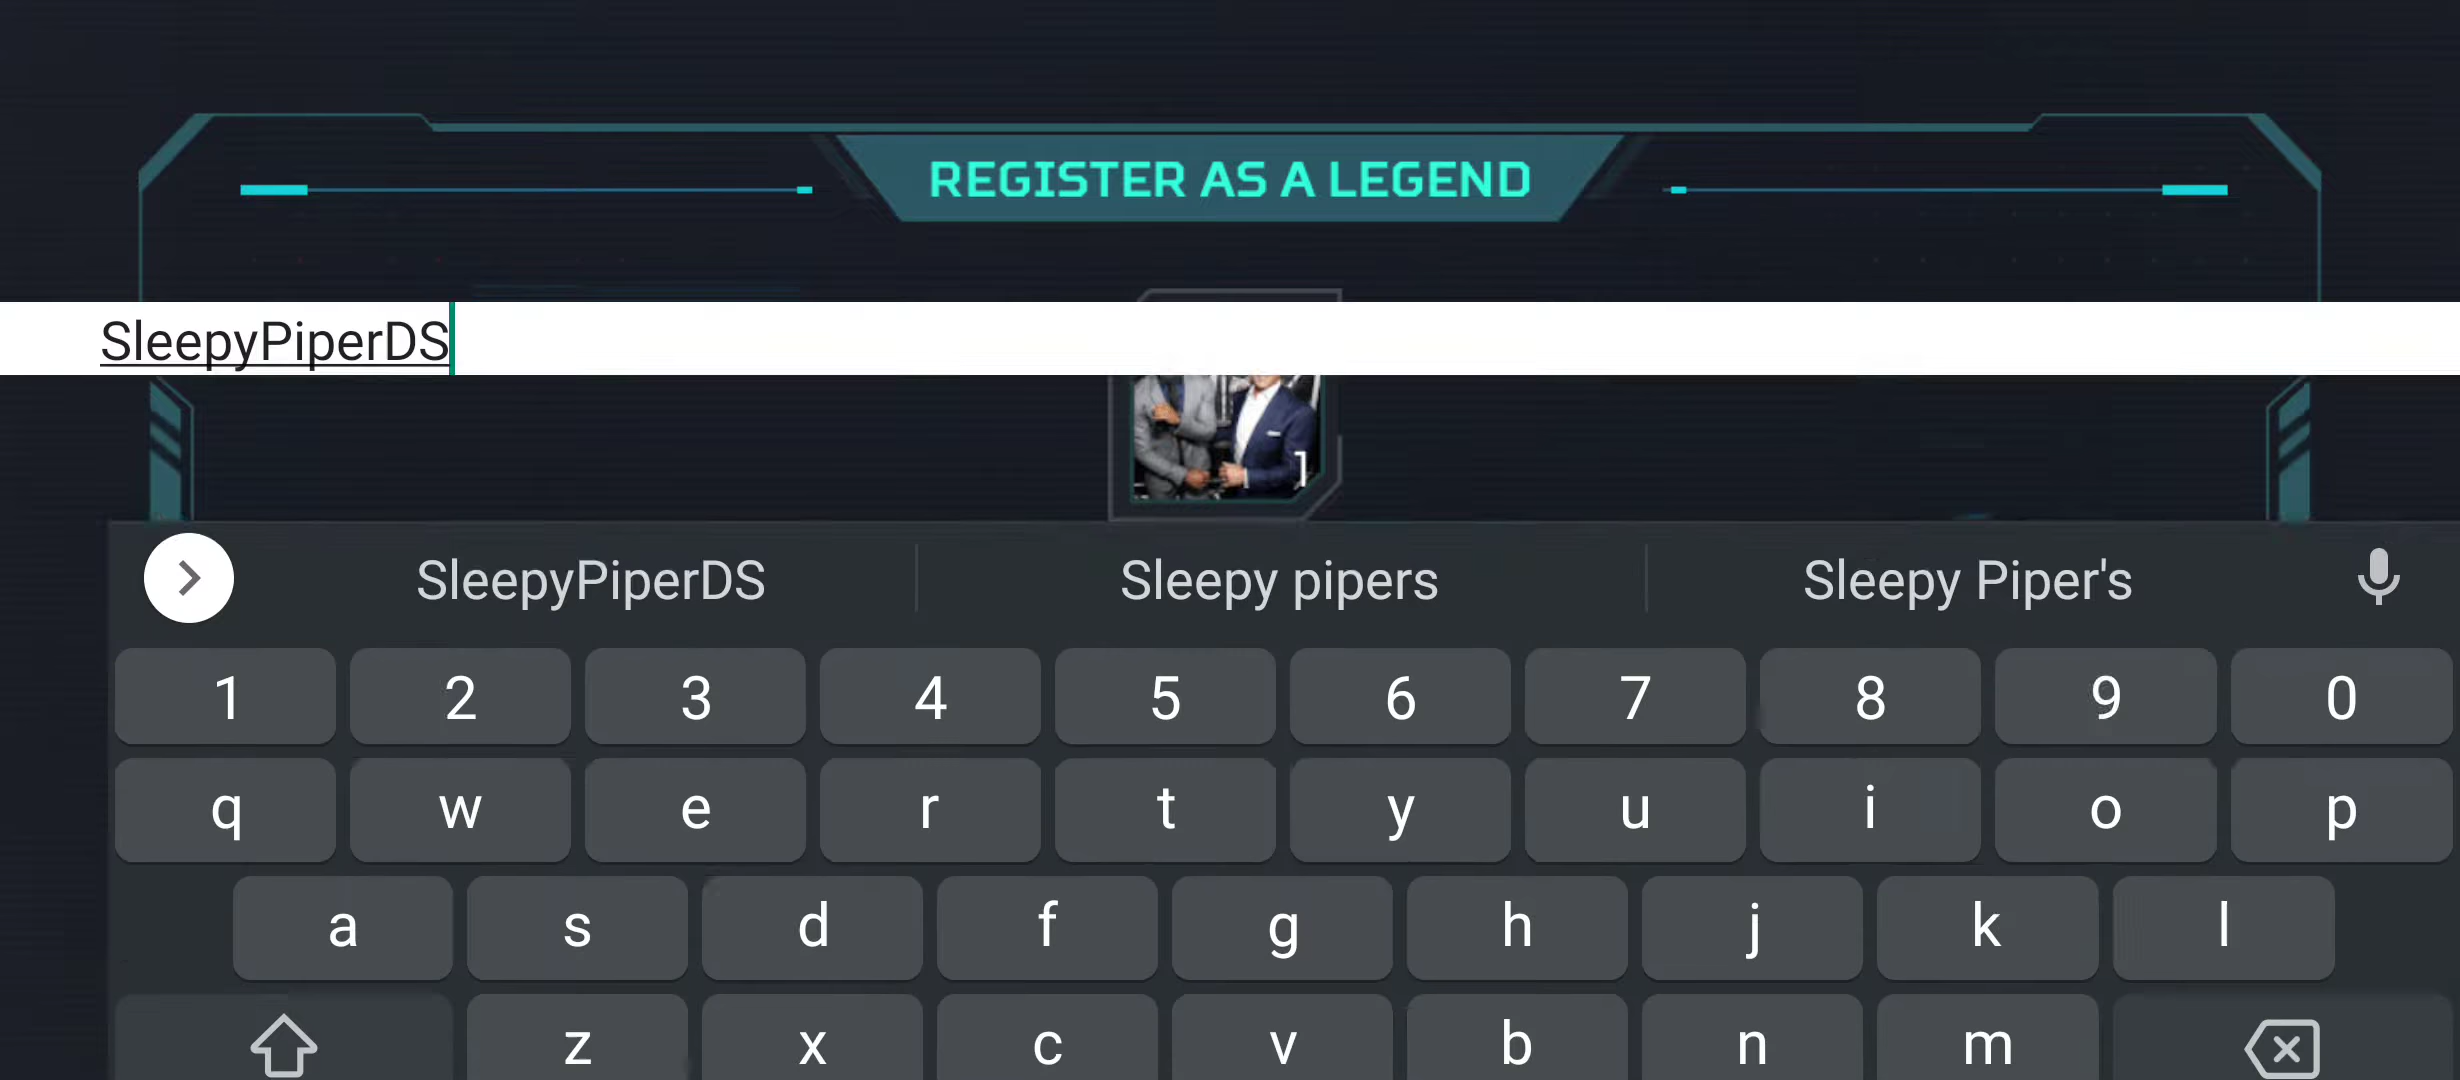 REGISTER AS A LEGEND
SleepyPiperDS
SleepyPiperDS Sleepy pipers Sleepy Piper's
1 2 3 4 5 6 7 8 9 0
q w e r t y u i o p
a s d f g h j k l
z x c v b n m